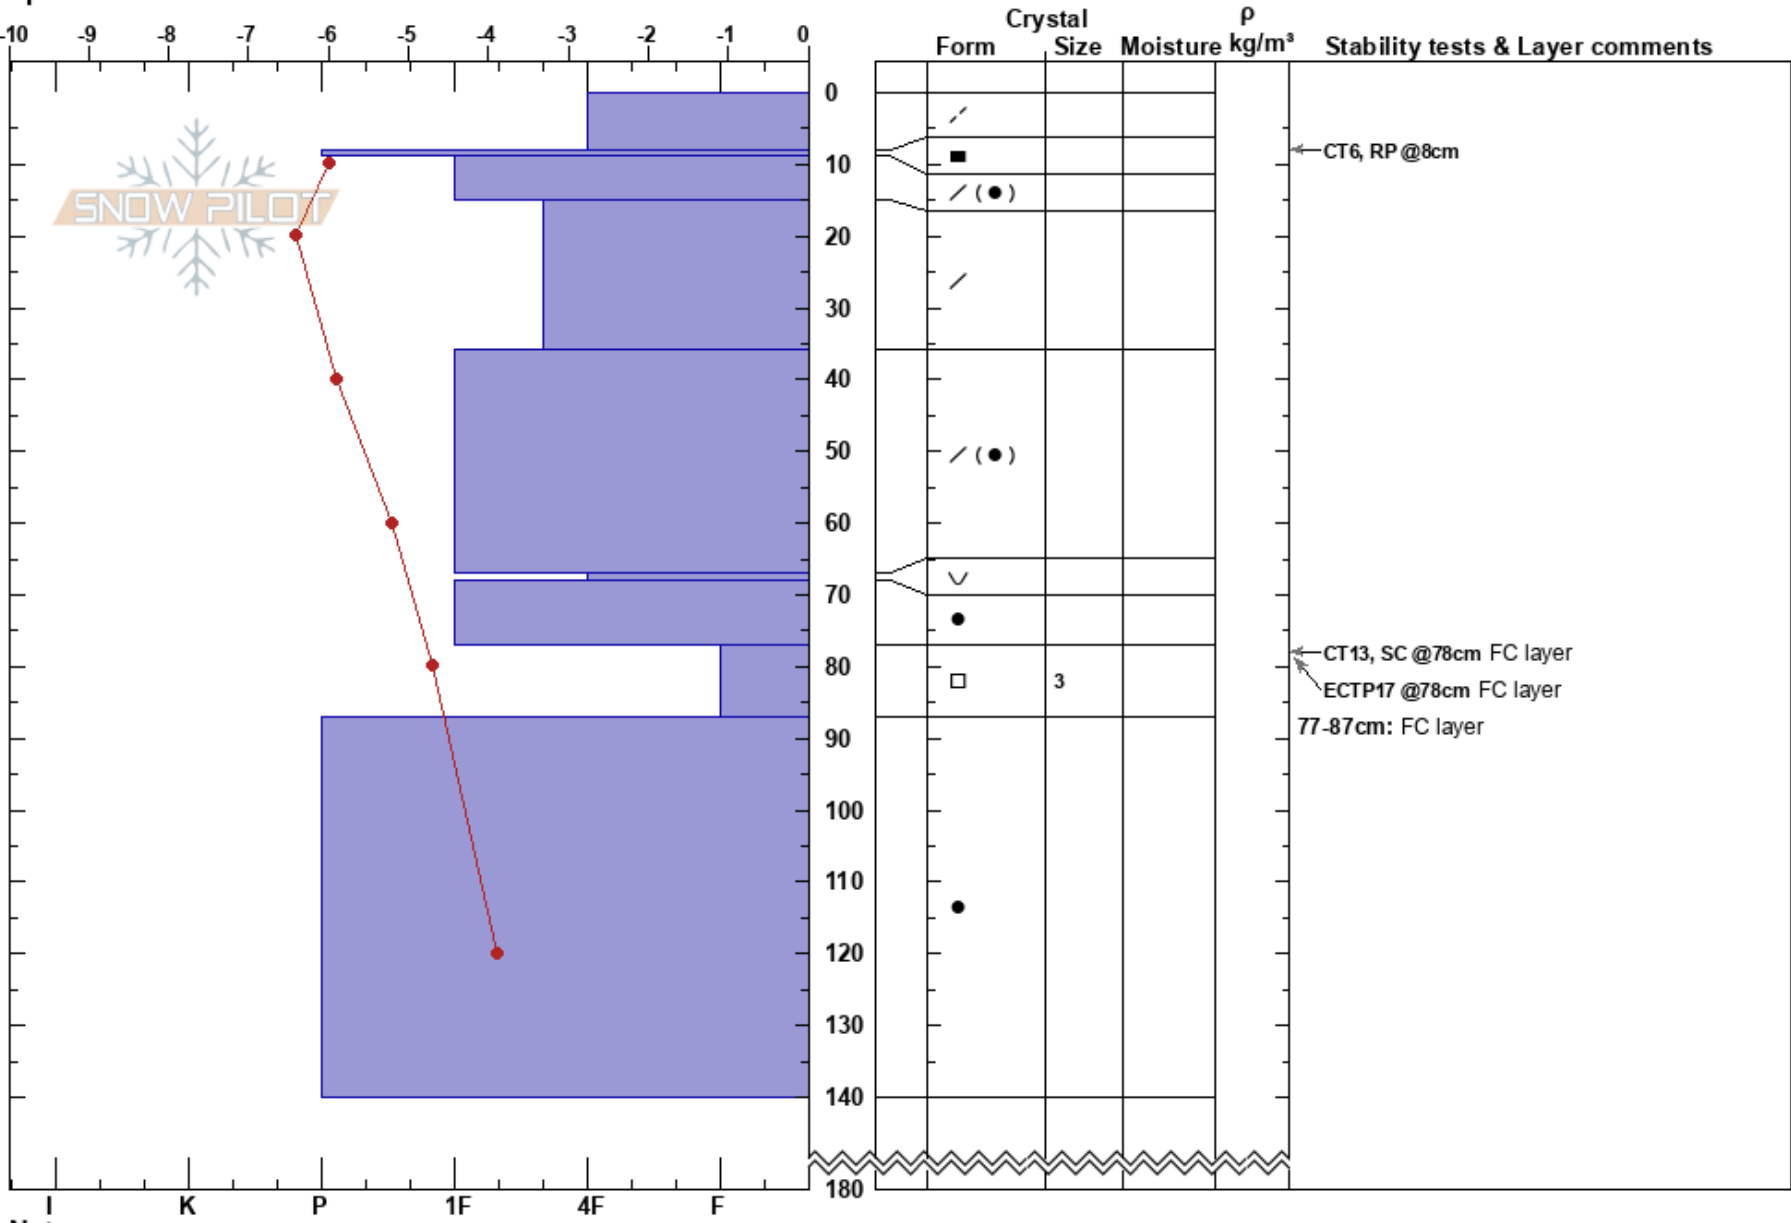 Crystal ρ
-10 -9 -8 -7 -6 -5 -4 -3 -2 -1 0
Form Size Moisture kg/m³ Stability tests & Layer comments
0
SNOW PILOT
10
20
30
40
50
60
70
80
90
100
110
120
130
140
180
CT6, RP @8cm
( )
( )
3
CT13, SC @78cm FC layer
ECTP17 @78cm FC layer
77-87cm: FC layer
I K P 1F 4F F